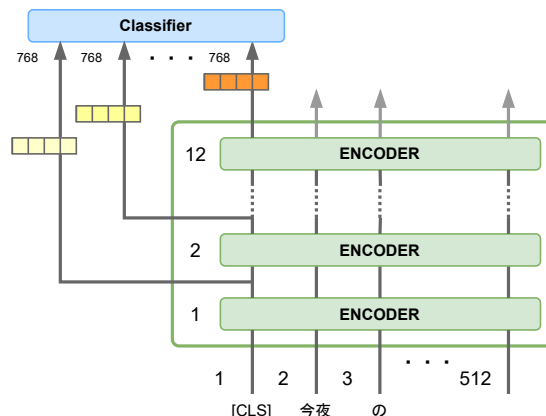 Classifier
768 768 . . . 768
12 ENCODER
2 ENCODER
1 ENCODER
1 2 3 . . . 512
[CLS] 今夜 の